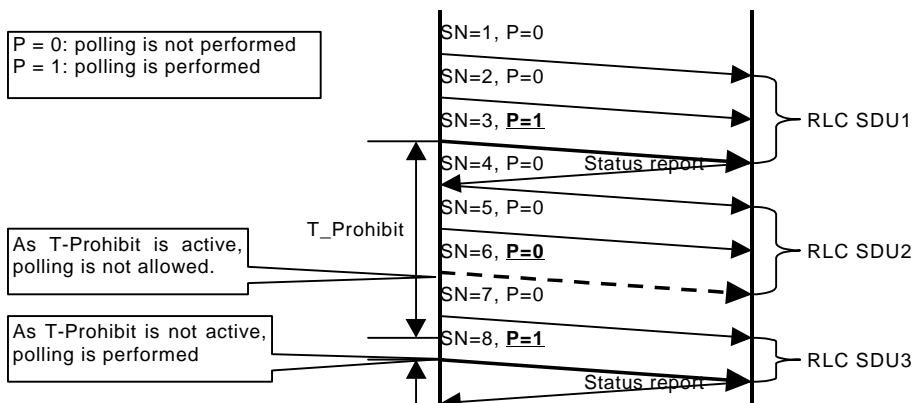 SN=1, P=0
P = 0: polling is not performed
P = 1: polling is performed
SN=2, P=0
SN=3, P=1
RLC SDU1
SN=4, P=0
Status report
SN=5, P=0
T_Prohibit
As T-Prohibit is active,
polling is not allowed.
SN=6, P=0
RLC SDU2
SN=7, P=0
As T-Prohibit is not active,
polling is performed
SN=8, P=1
RLC SDU3
Status report